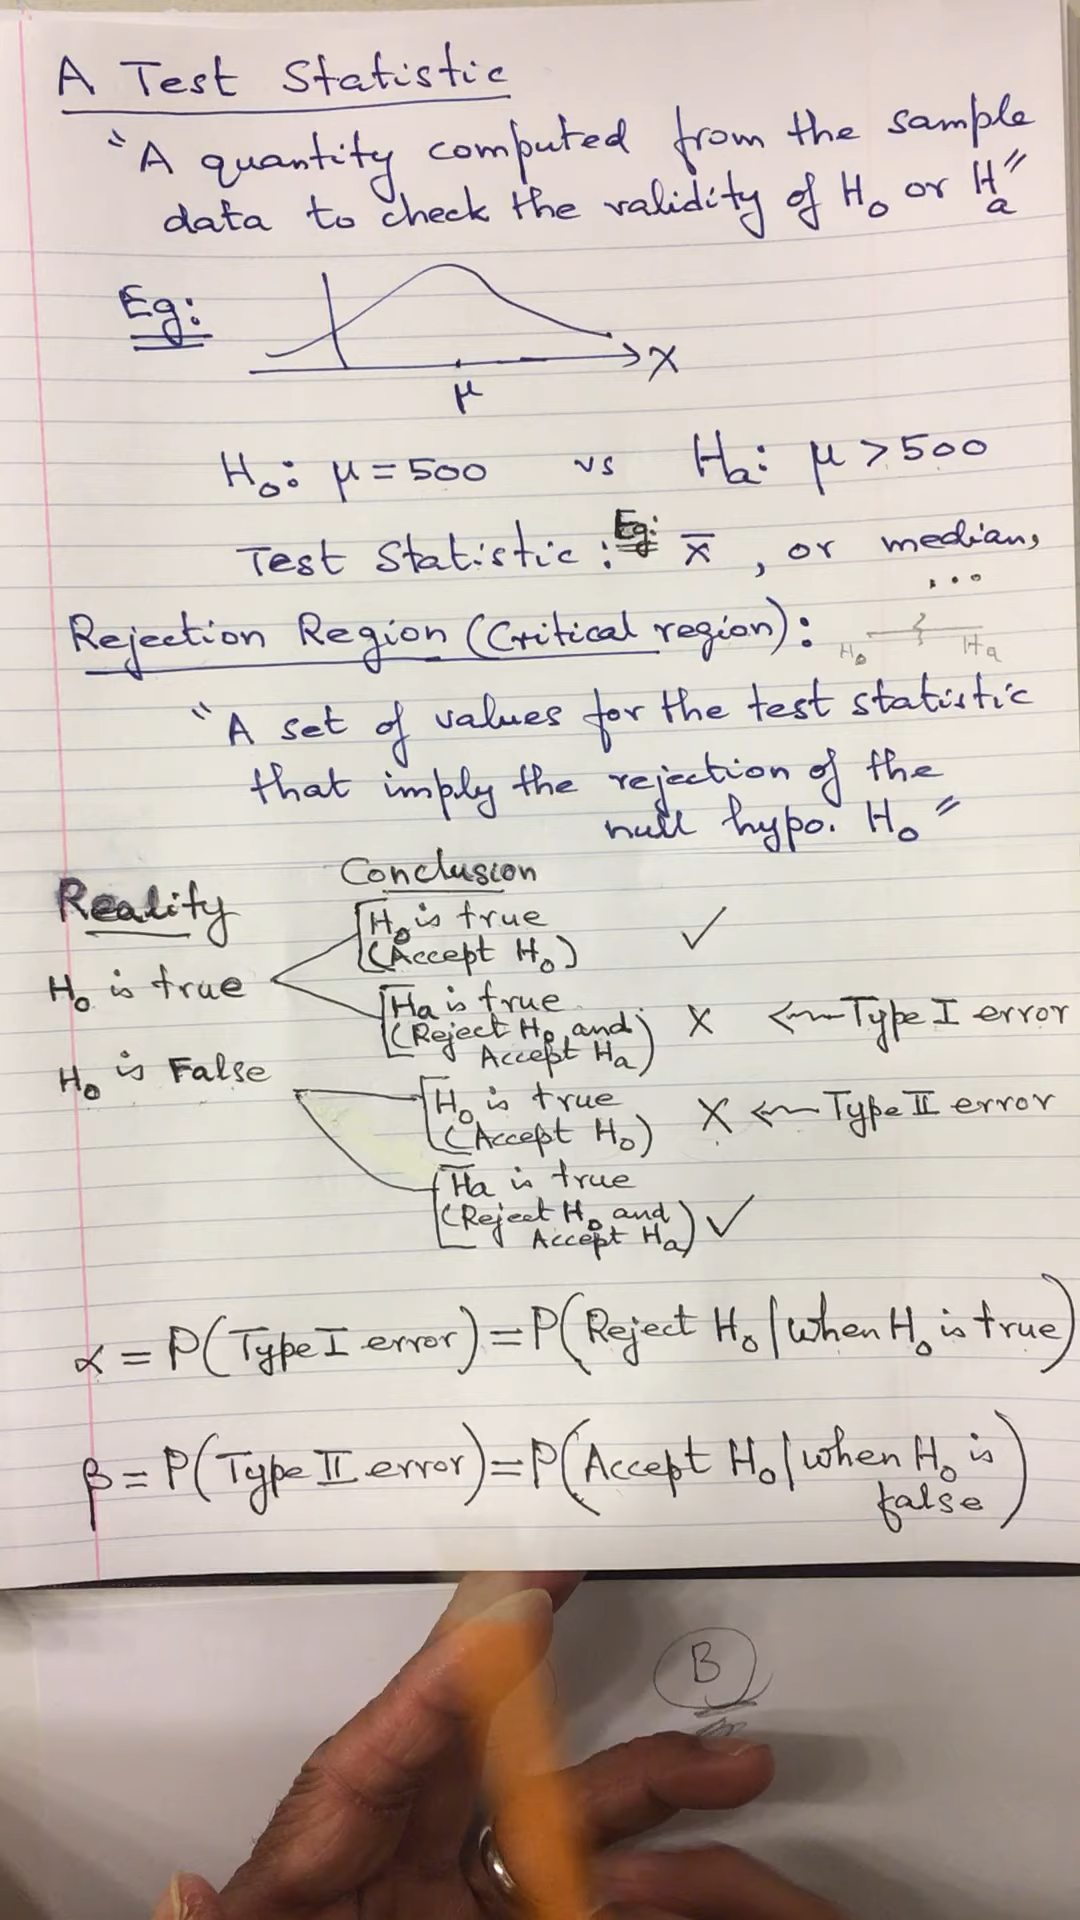 A Test Statistic
"A quantity computed from the sample
data to check the validity of H₀ or Hₐ"
Eg:
X
μ
H₀: μ = 500 vs Hₐ: μ > 500
Test Statistic: Eg: x̄, or median,
...
Rejection Region (Critical region):
H₀ Hₐ
"A set of values for the test statistic
that imply the rejection of the
null hypo. H₀"
Conclusion
Reality
H₀ is true
(Accept H₀) ✓
H₀ is true
Hₐ is true
(Reject H₀ and
Accept Hₐ) X ← Type I error
H₀ is False
H₀ is true
(Accept H₀) X ← Type II error
Hₐ is true
(Reject H₀ and
Accept Hₐ) ✓
α = P(Type I error) = P(Reject H₀ | when H₀ is true)
β = P(Type II error) = P(Accept H₀ | when H₀ is
false)
B